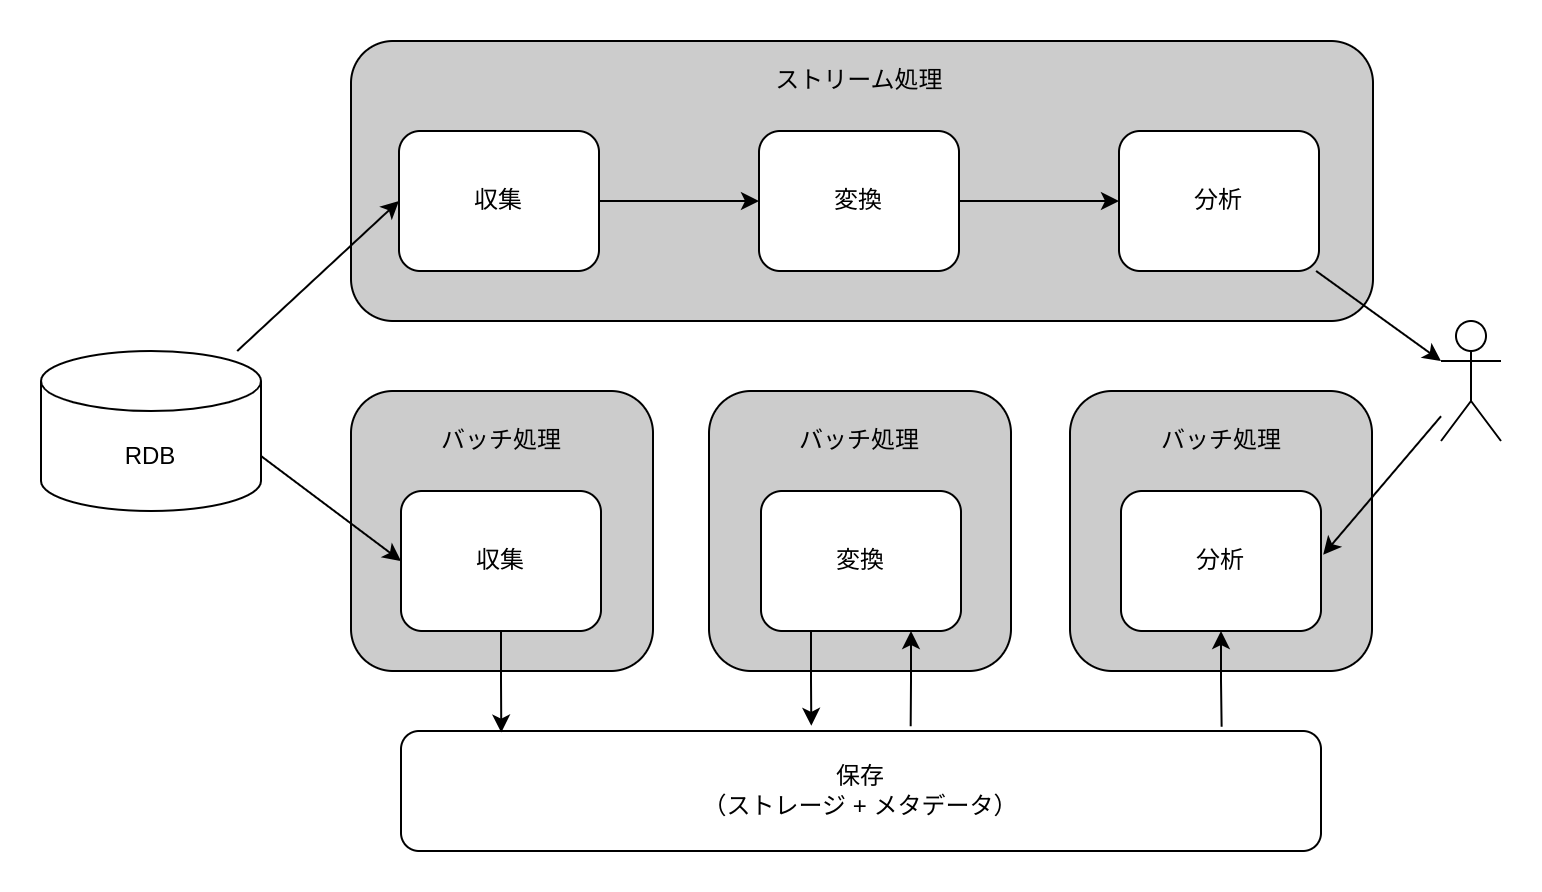 ストリーム処理
収集
変換
分析
RDB
バッチ処理
バッチ処理
バッチ処理
収集
変換
分析
保存
（ストレージ + メタデータ）